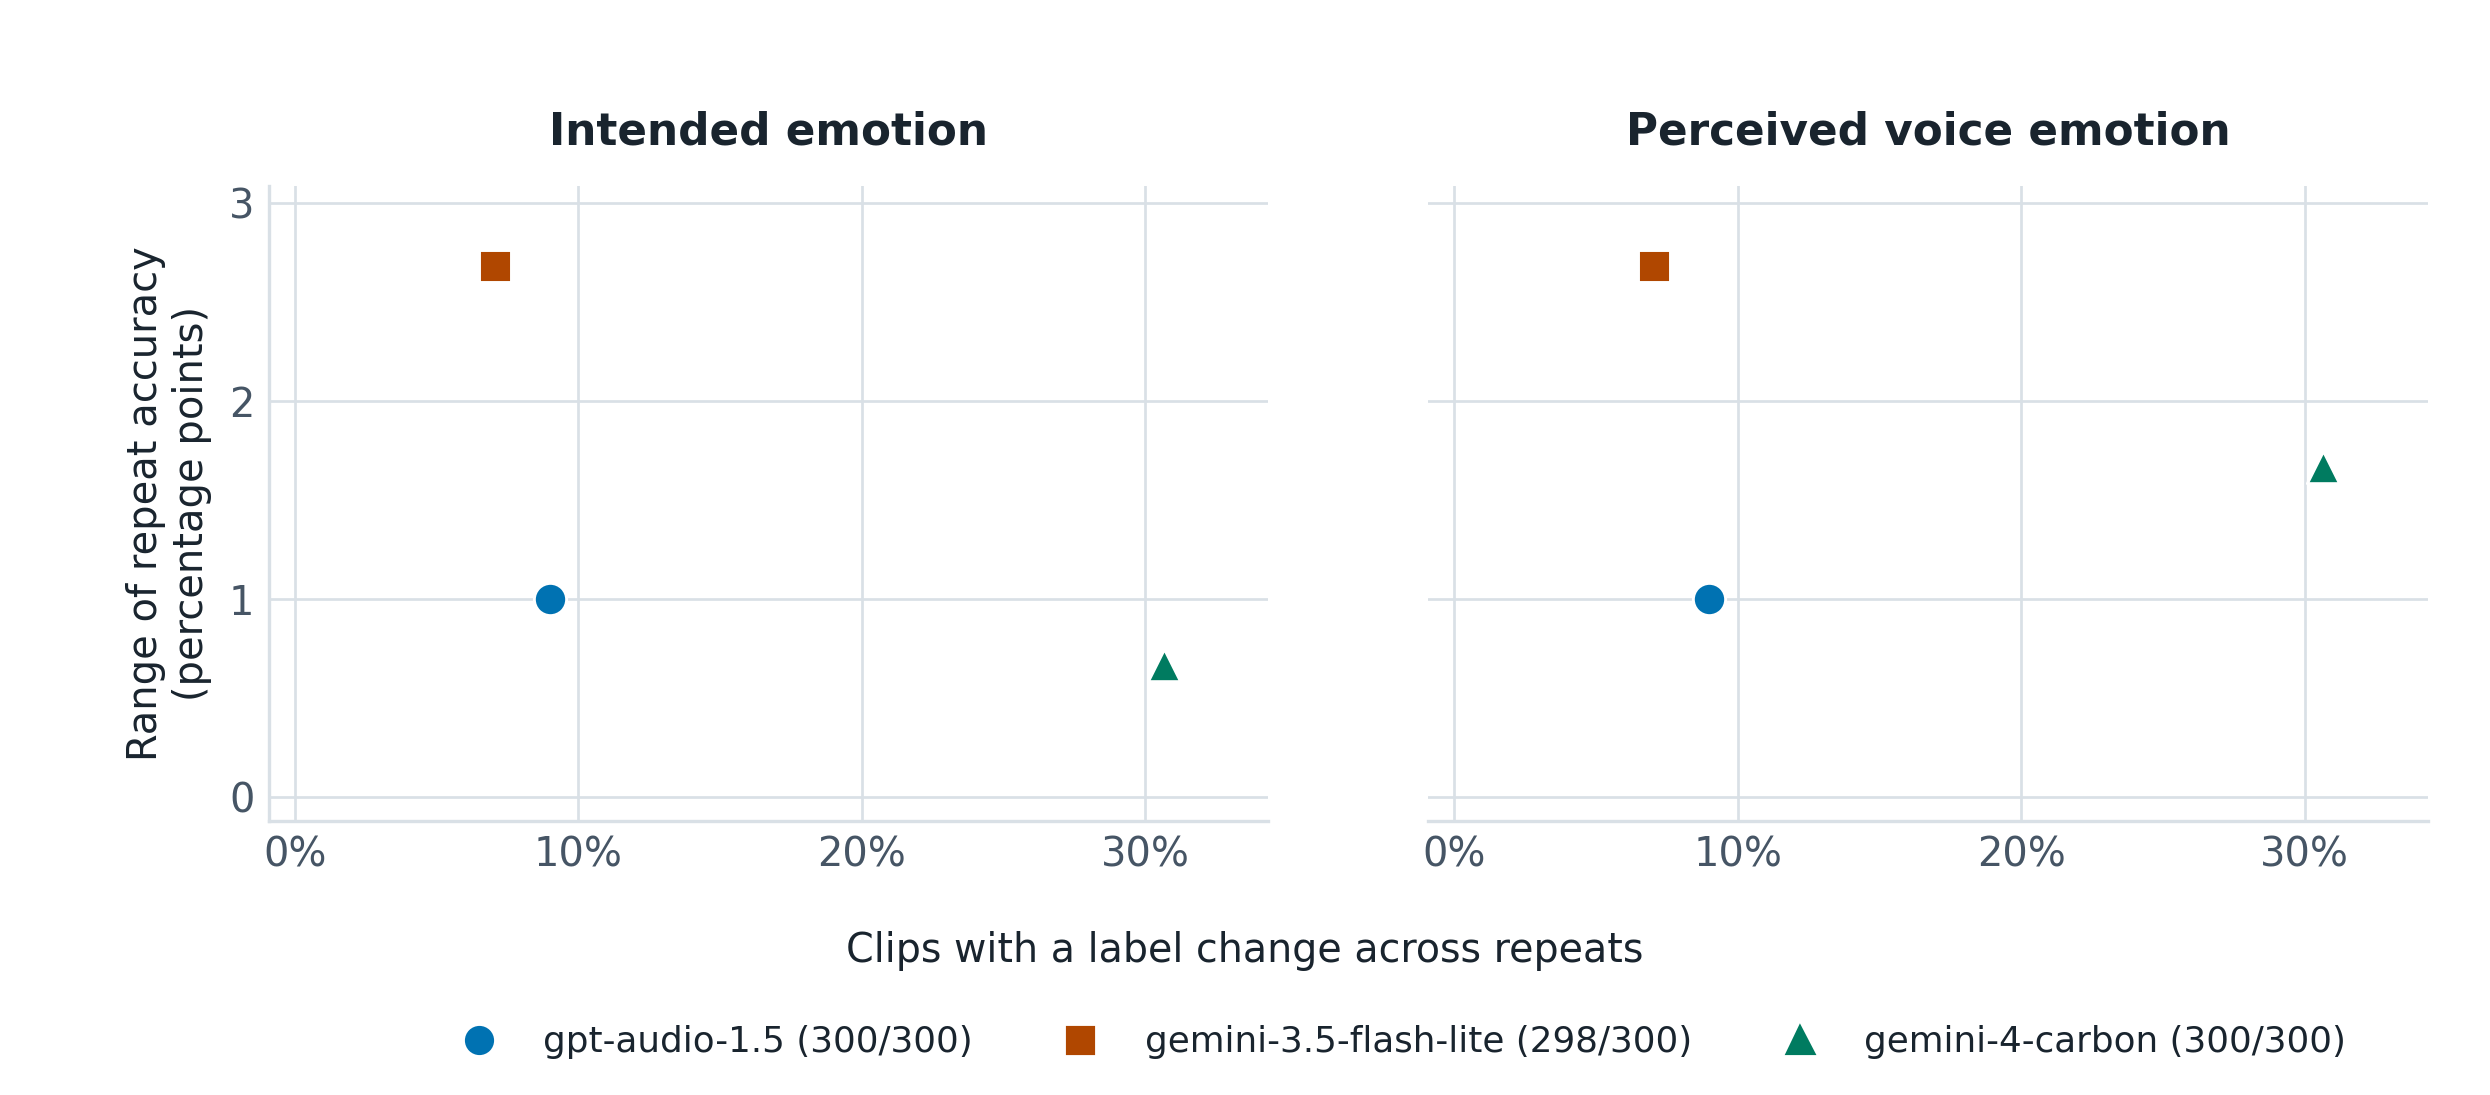 Intended emotion
Perceived voice emotion
Range of repeat accuracy
(percentage points)
3
2
1
0
0%
10%
20%
30%
0%
10%
20%
30%
Clips with a label change across repeats
gpt-audio-1.5 (300/300)
gemini-3.5-flash-lite (298/300)
gemini-4-carbon (300/300)